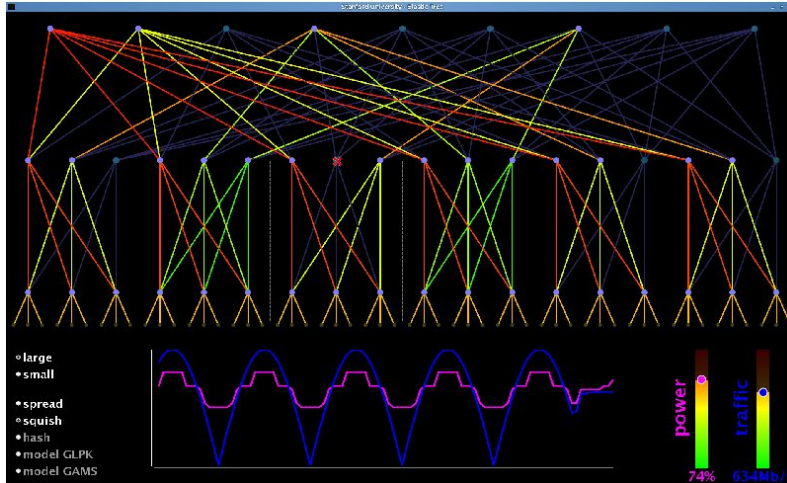 large
small
spread
squish
hash
model GLPK
model GAMS
power
traffic
74%
634Mb/